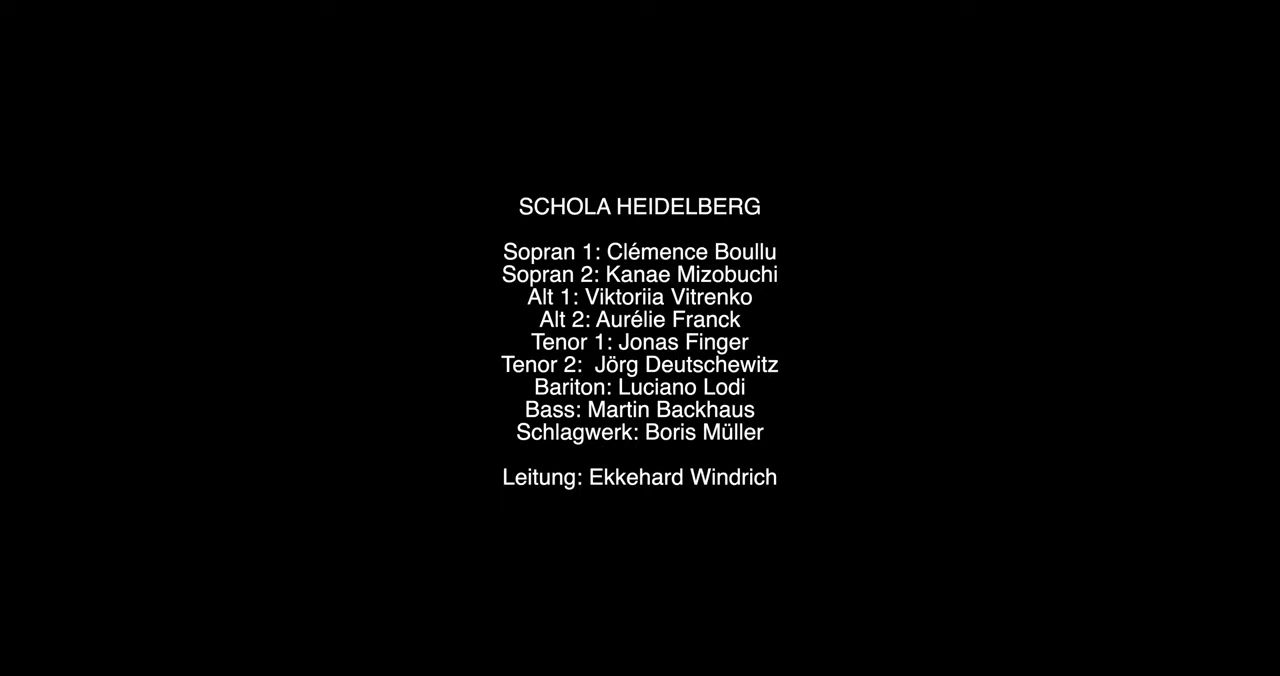 SCHOLA HEIDELBERG
Sopran 1: Clémence Boullu
Sopran 2: Kanae Mizobuchi
Alt 1: Viktoriia Vitrenko
Alt 2: Aurélie Franck
Tenor 1: Jonas Finger
Tenor 2:  Jörg Deutschewitz
Bariton: Luciano Lodi
Bass: Martin Backhaus
Schlagwerk: Boris Müller
Leitung: Ekkehard Windrich